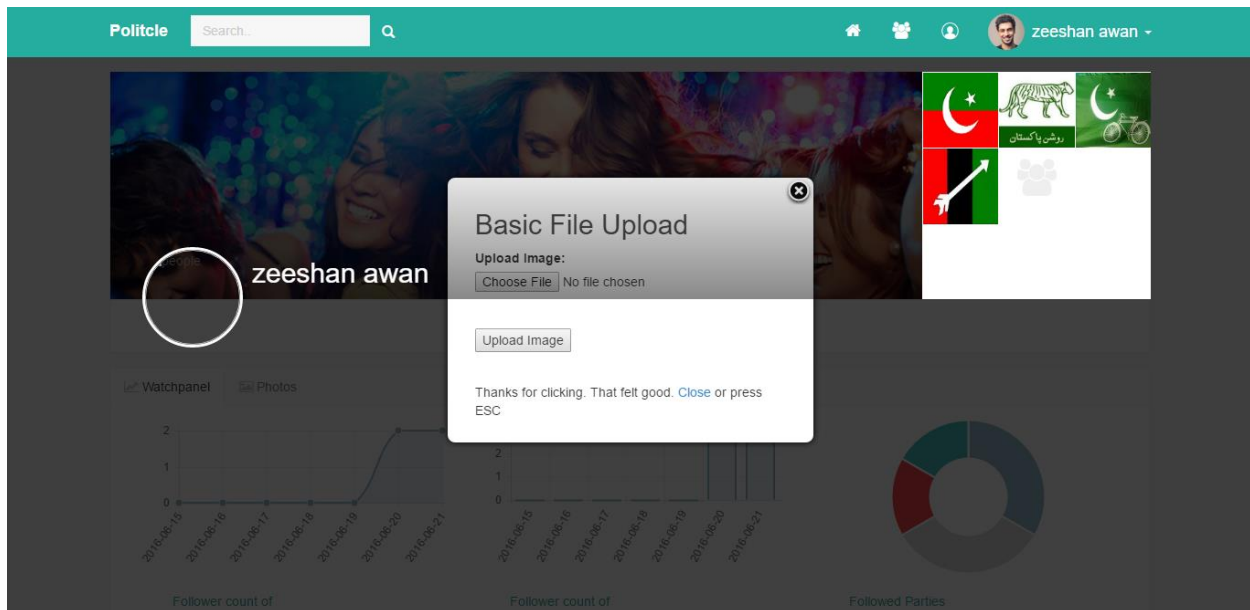 Politcle
Search..
zeeshan awan
روشن پاکستان
people
zeeshan awan
Basic File Upload
Upload Image:
Choose File No file chosen
Upload Image
Thanks for clicking. That felt good. Close or press
ESC
Watchpanel
Photos
2
1
0
2016-06-15
2016-06-16
2016-06-17
2016-06-18
2016-06-19
2016-06-20
2016-06-21
Follower count of
2
1
0
2016-06-15
2016-06-16
2016-06-17
2016-06-18
2016-06-19
2016-06-20
2016-06-21
Follower count of
Followed Parties